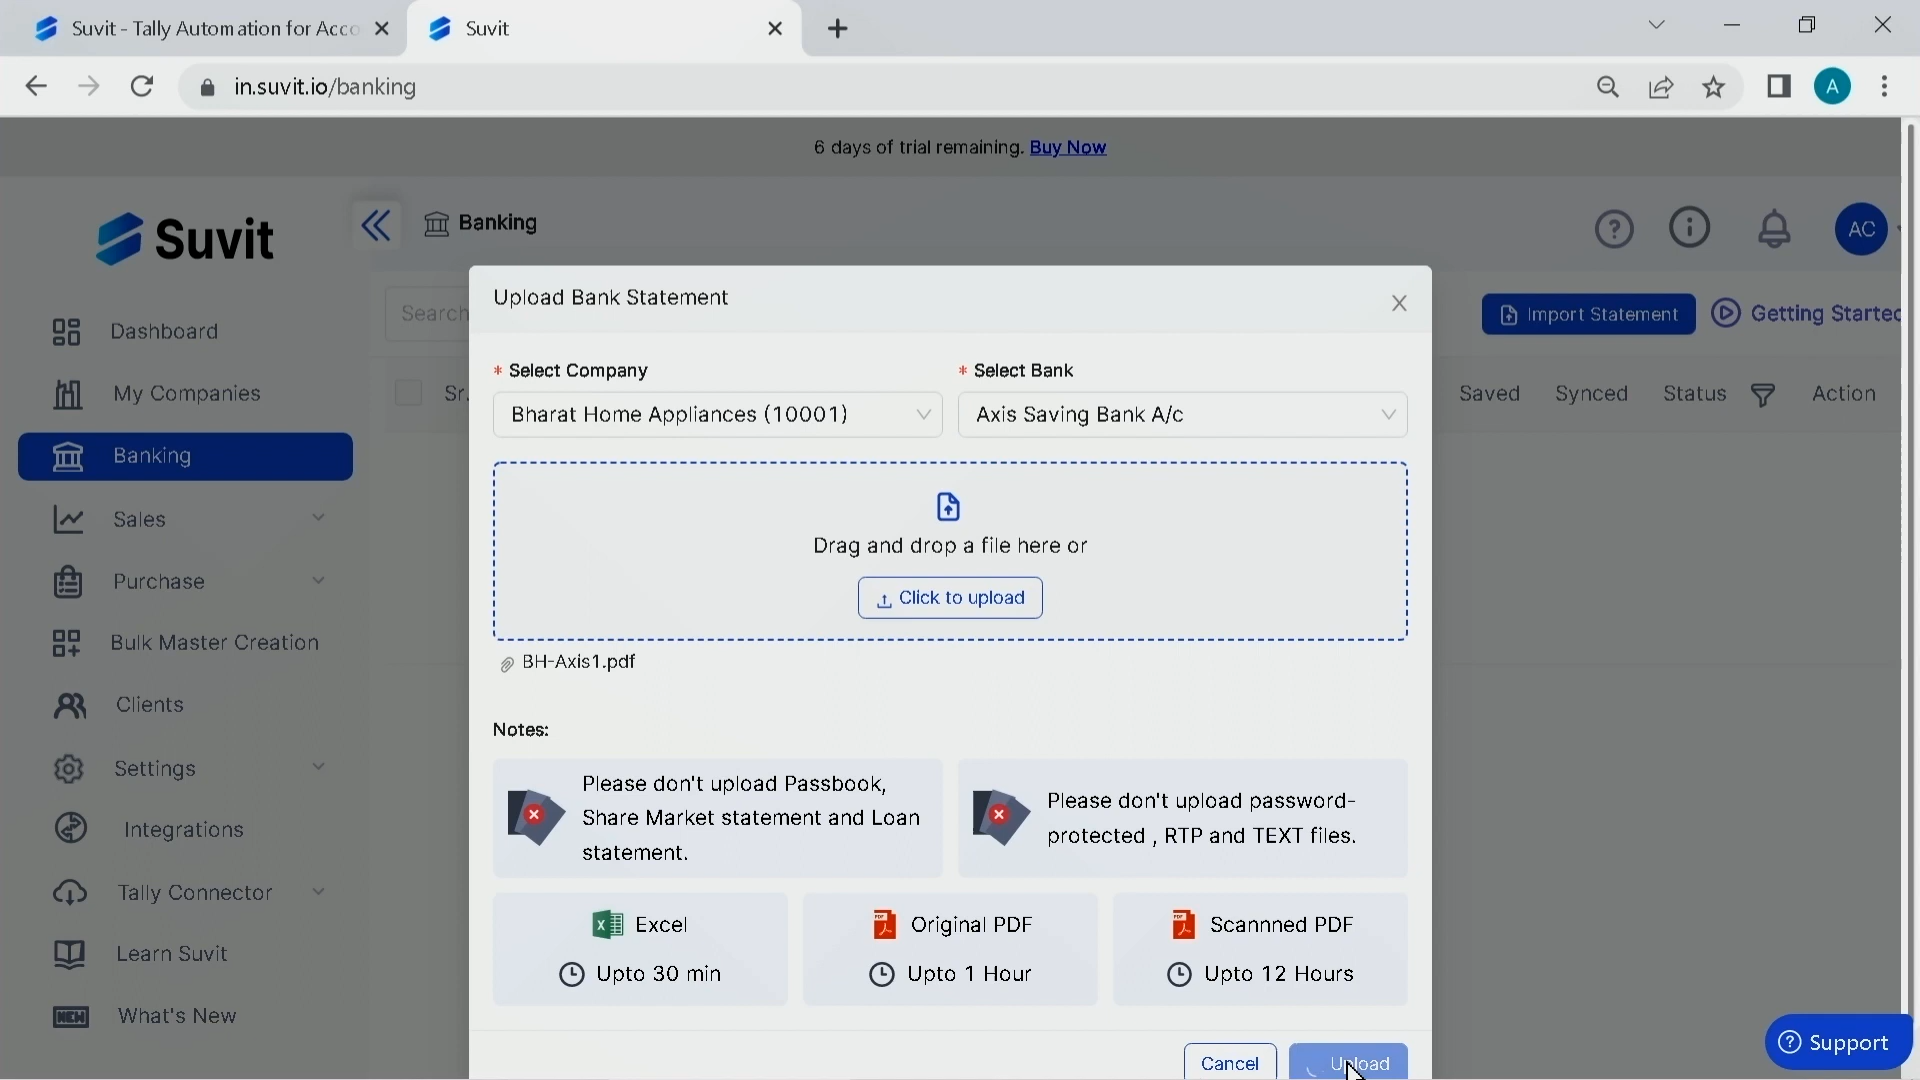 Suvit - Tally Automation for Acco
Suvit
in.suvit.io/banking
A
6 days of trial remaining. Buy Now
Suvit
Banking
AC
Search
Import Statement
Getting Started
Dashboard
My Companies
Banking
Sales
Purchase
Bulk Master Creation
Clients
Settings
Integrations
Tally Connector
Learn Suvit
NEW What's New
Sr.
Saved Synced Status Action
Upload Bank Statement
* Select Company
Bharat Home Appliances (10001)
* Select Bank
Axis Saving Bank A/c
Drag and drop a file here or
Click to upload
BH-Axis1.pdf
Notes:
Please don't upload Passbook,
Share Market statement and Loan
statement.
Please don't upload password-
protected , RTP and TEXT files.
Excel
Upto 30 min
Original PDF
Upto 1 Hour
Scannned PDF
Upto 12 Hours
Cancel
Upload
Support